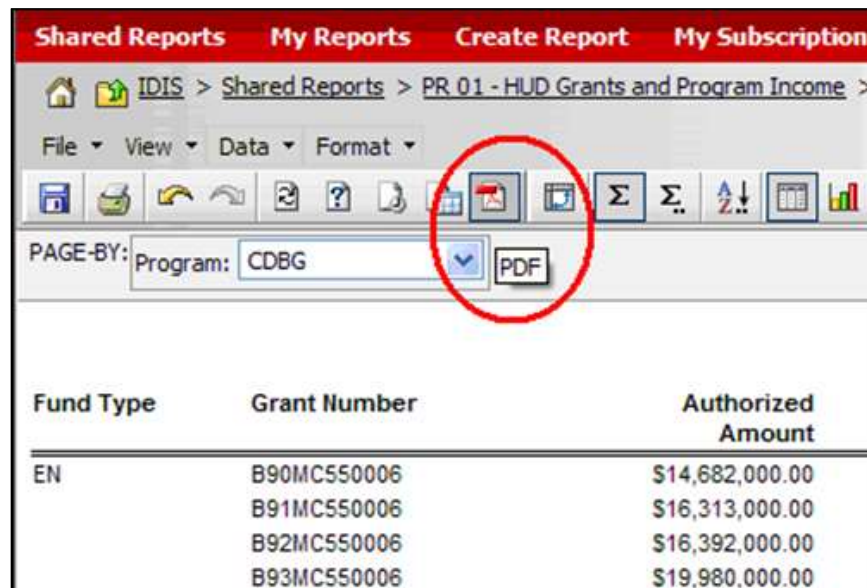 Shared Reports My Reports Create Report My Subscription
IDIS > Shared Reports > PR 01 - HUD Grants and Program Income >
File View Data Format
PAGE-BY: Program: CDBG PDF
Fund Type Grant Number Authorized
Amount
EN B90MC550006 $14,682,000.00
B91MC550006 $16,313,000.00
B92MC550006 $16,392,000.00
B93MC550006 $19,980,000.00